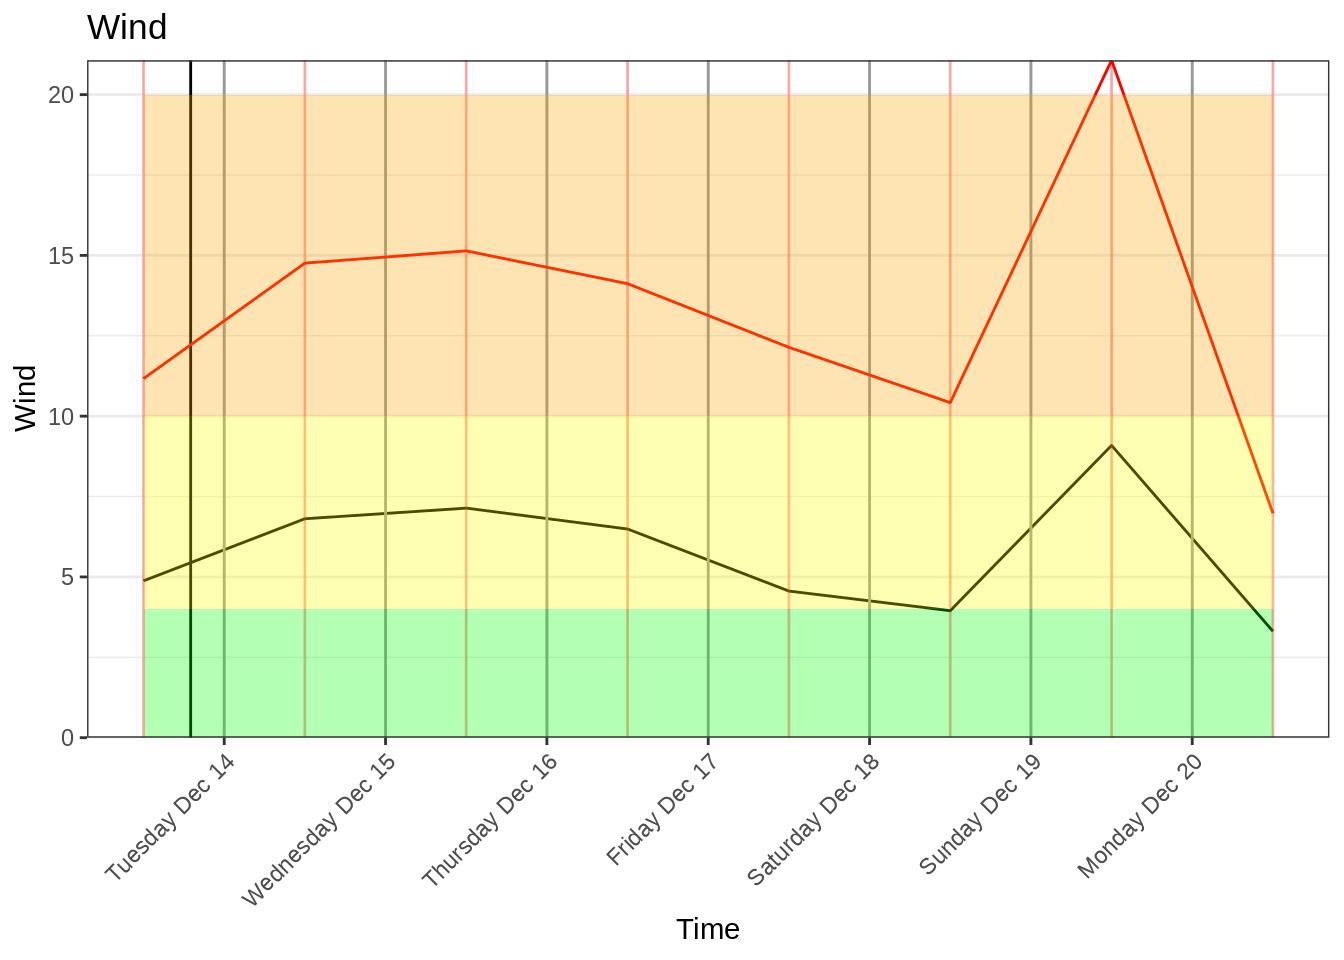 Wind
Wind
20
15
10
5
0
Tuesday Dec 14
Wednesday Dec 15
Thursday Dec 16
Friday Dec 17
Saturday Dec 18
Sunday Dec 19
Monday Dec 20
Time